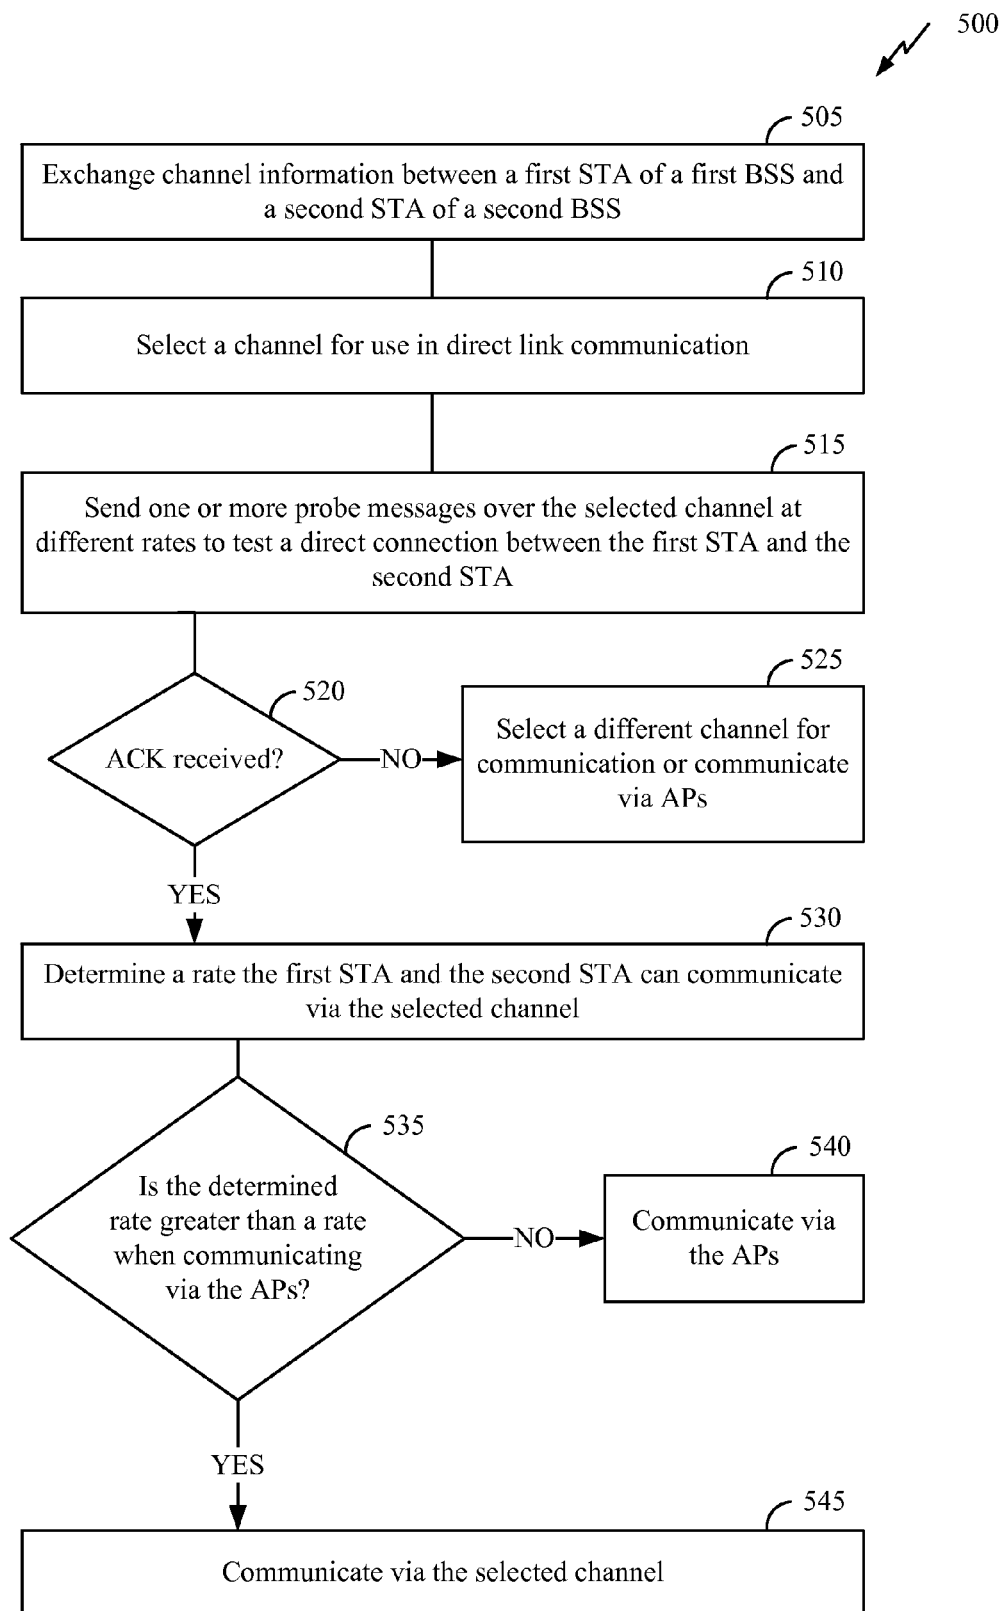 500
505
Exchange channel information between a first STA of a first BSS and
a second STA of a second BSS
510
Select a channel for use in direct link communication
515
Send one or more probe messages over the selected channel at
different rates to test a direct connection between the first STA and the
second STA
520
ACK received?
NO
525
Select a different channel for
communication or communicate
via APs
YES
530
Determine a rate the first STA and the second STA can communicate
via the selected channel
535
Is the determined
rate greater than a rate
when communicating
via the APs?
NO
540
Communicate via
the APs
YES
545
Communicate via the selected channel